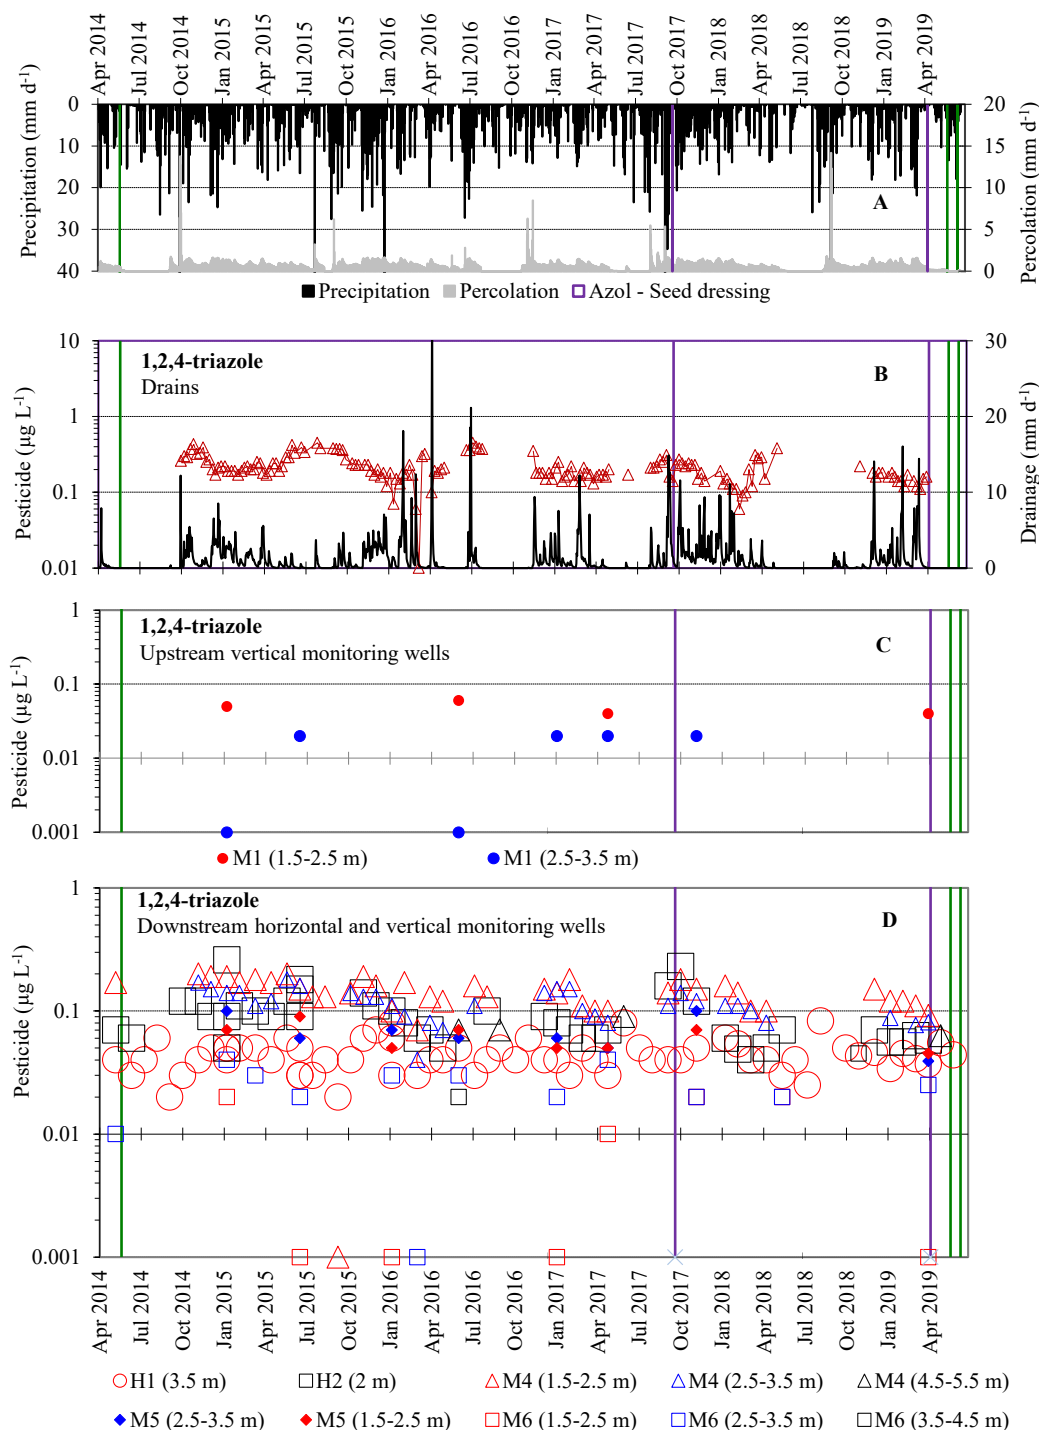 Apr 2014 Jul 2014 Oct 2014 Jan 2015 Apr 2015 Jul 2015 Oct 2015 Jan 2016 Apr 2016 Jul 2016 Oct 2016 Jan 2017 Apr 2017 Jul 2017 Oct 2017 Jan 2018 Apr 2018 Jul 2018 Oct 2018 Jan 2019 Apr 2019
Precipitation (mm d⁻¹)
0
10
20
30
40
A
20
15
10
5
0
Percolation (mm d⁻¹)
Precipitation Percolation Azol - Seed dressing
Pesticide (µg L⁻¹)
10
1
0.1
0.01
1,2,4-triazole
Drains
B
30
20
10
0
Drainage (mm d⁻¹)
Pesticide (µg L⁻¹)
1
0.1
0.01
0.001
1,2,4-triazole
Upstream vertical monitoring wells
C
M1 (1.5-2.5 m) M1 (2.5-3.5 m)
Pesticide (µg L⁻¹)
1
0.1
0.01
0.001
1,2,4-triazole
Downstream horizontal and vertical monitoring wells
D
Apr 2014 Jul 2014 Oct 2014 Jan 2015 Apr 2015 Jul 2015 Oct 2015 Jan 2016 Apr 2016 Jul 2016 Oct 2016 Jan 2017 Apr 2017 Jul 2017 Oct 2017 Jan 2018 Apr 2018 Jul 2018 Oct 2018 Jan 2019 Apr 2019
H1 (3.5 m) H2 (2 m) M4 (1.5-2.5 m) M4 (2.5-3.5 m) M4 (4.5-5.5 m)
M5 (2.5-3.5 m) M5 (1.5-2.5 m) M6 (1.5-2.5 m) M6 (2.5-3.5 m) M6 (3.5-4.5 m)